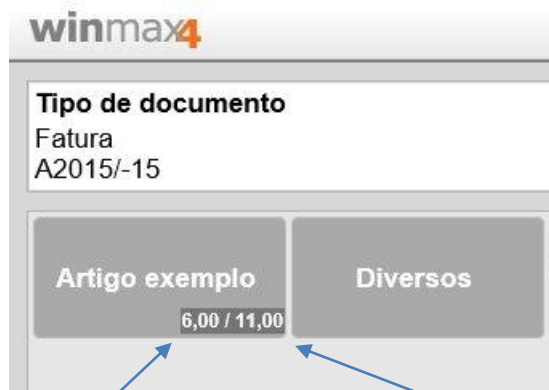 winmax4
Tipo de documento
Fatura
A2015/-15
Artigo exemplo
6,00 / 11,00
Diversos